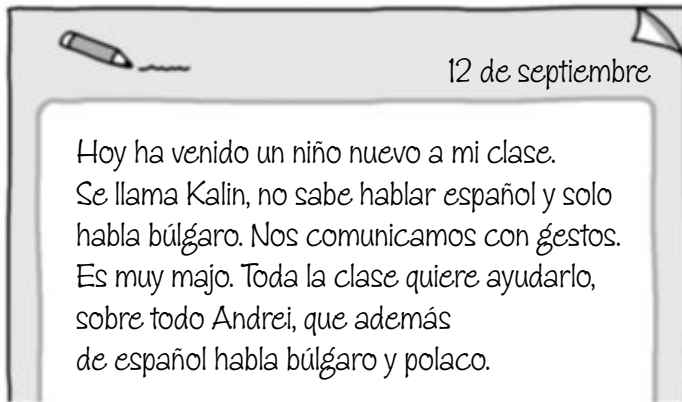 12 de septiembre
Hoy ha venido un niño nuevo a mi clase.
Se llama Kalin, no sabe hablar español y solo
habla búlgaro. Nos comunicamos con gestos.
Es muy majo. Toda la clase quiere ayudarlo,
sobre todo Andrei, que además
de español habla búlgaro y polaco.